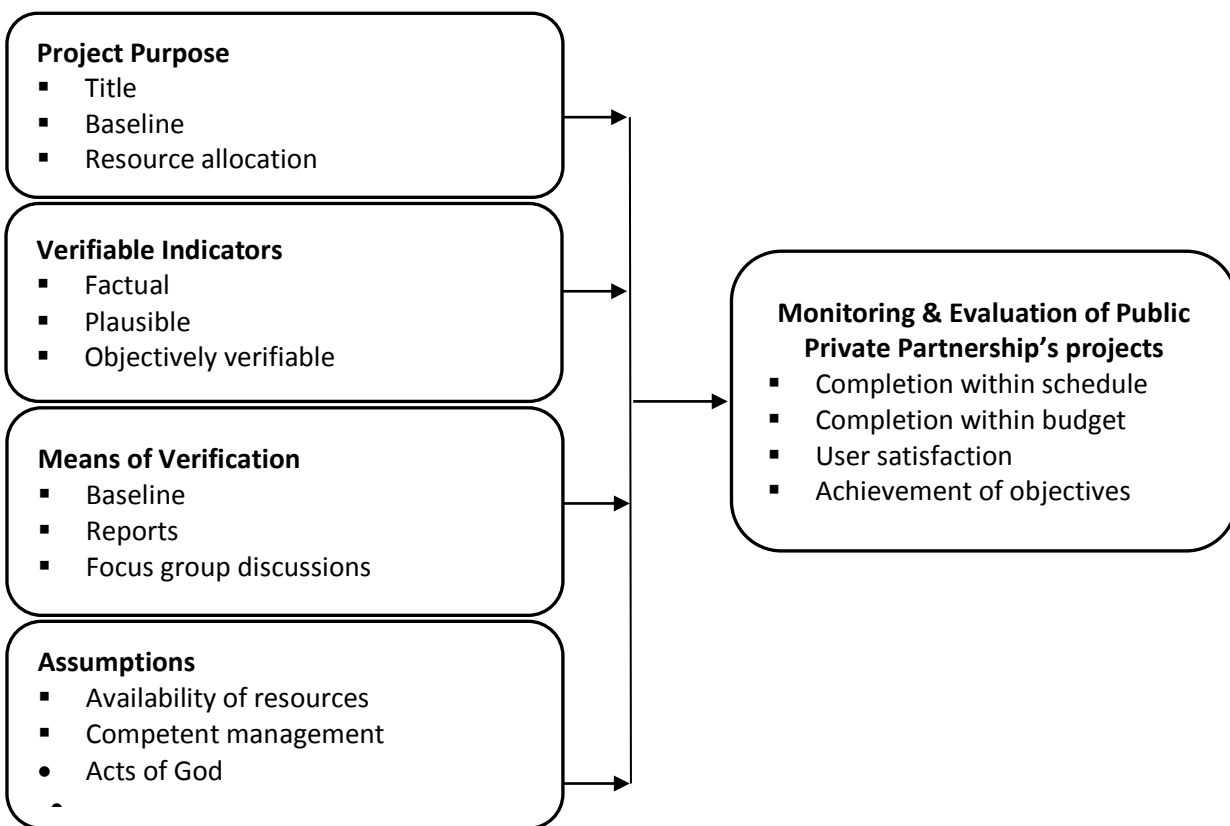 Project Purpose
▪ Title
▪ Baseline
▪ Resource allocation
Verifiable Indicators
▪ Factual
▪ Plausible
▪ Objectively verifiable
Means of Verification
▪ Baseline
▪ Reports
▪ Focus group discussions
Assumptions
▪ Availability of resources
▪ Competent management
• Acts of God
•
Monitoring & Evaluation of Public
Private Partnership’s projects
▪ Completion within schedule
▪ Completion within budget
▪ User satisfaction
▪ Achievement of objectives